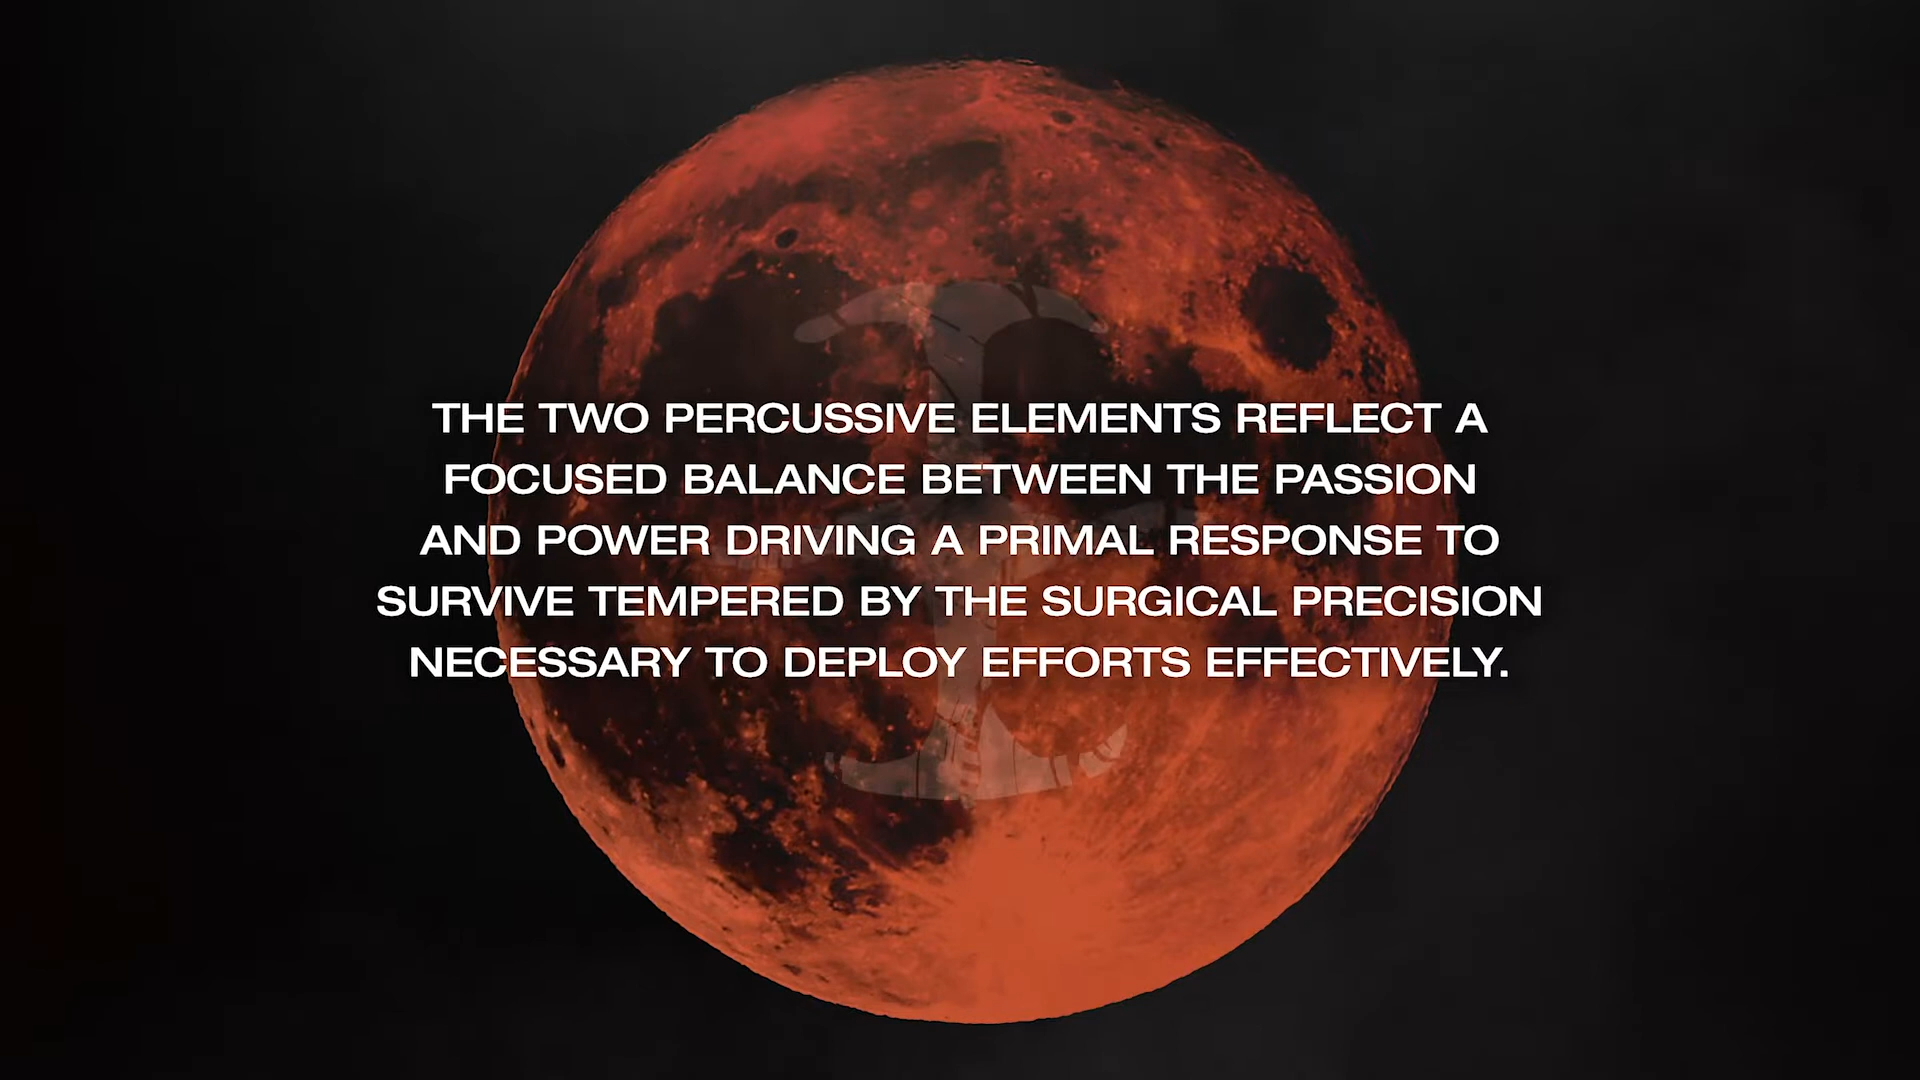 THE TWO PERCUSSIVE ELEMENTS REFLECT A
FOCUSED BALANCE BETWEEN THE PASSION
AND POWER DRIVING A PRIMAL RESPONSE TO
SURVIVE TEMPERED BY THE SURGICAL PRECISION
NECESSARY TO DEPLOY EFFORTS EFFECTIVELY.